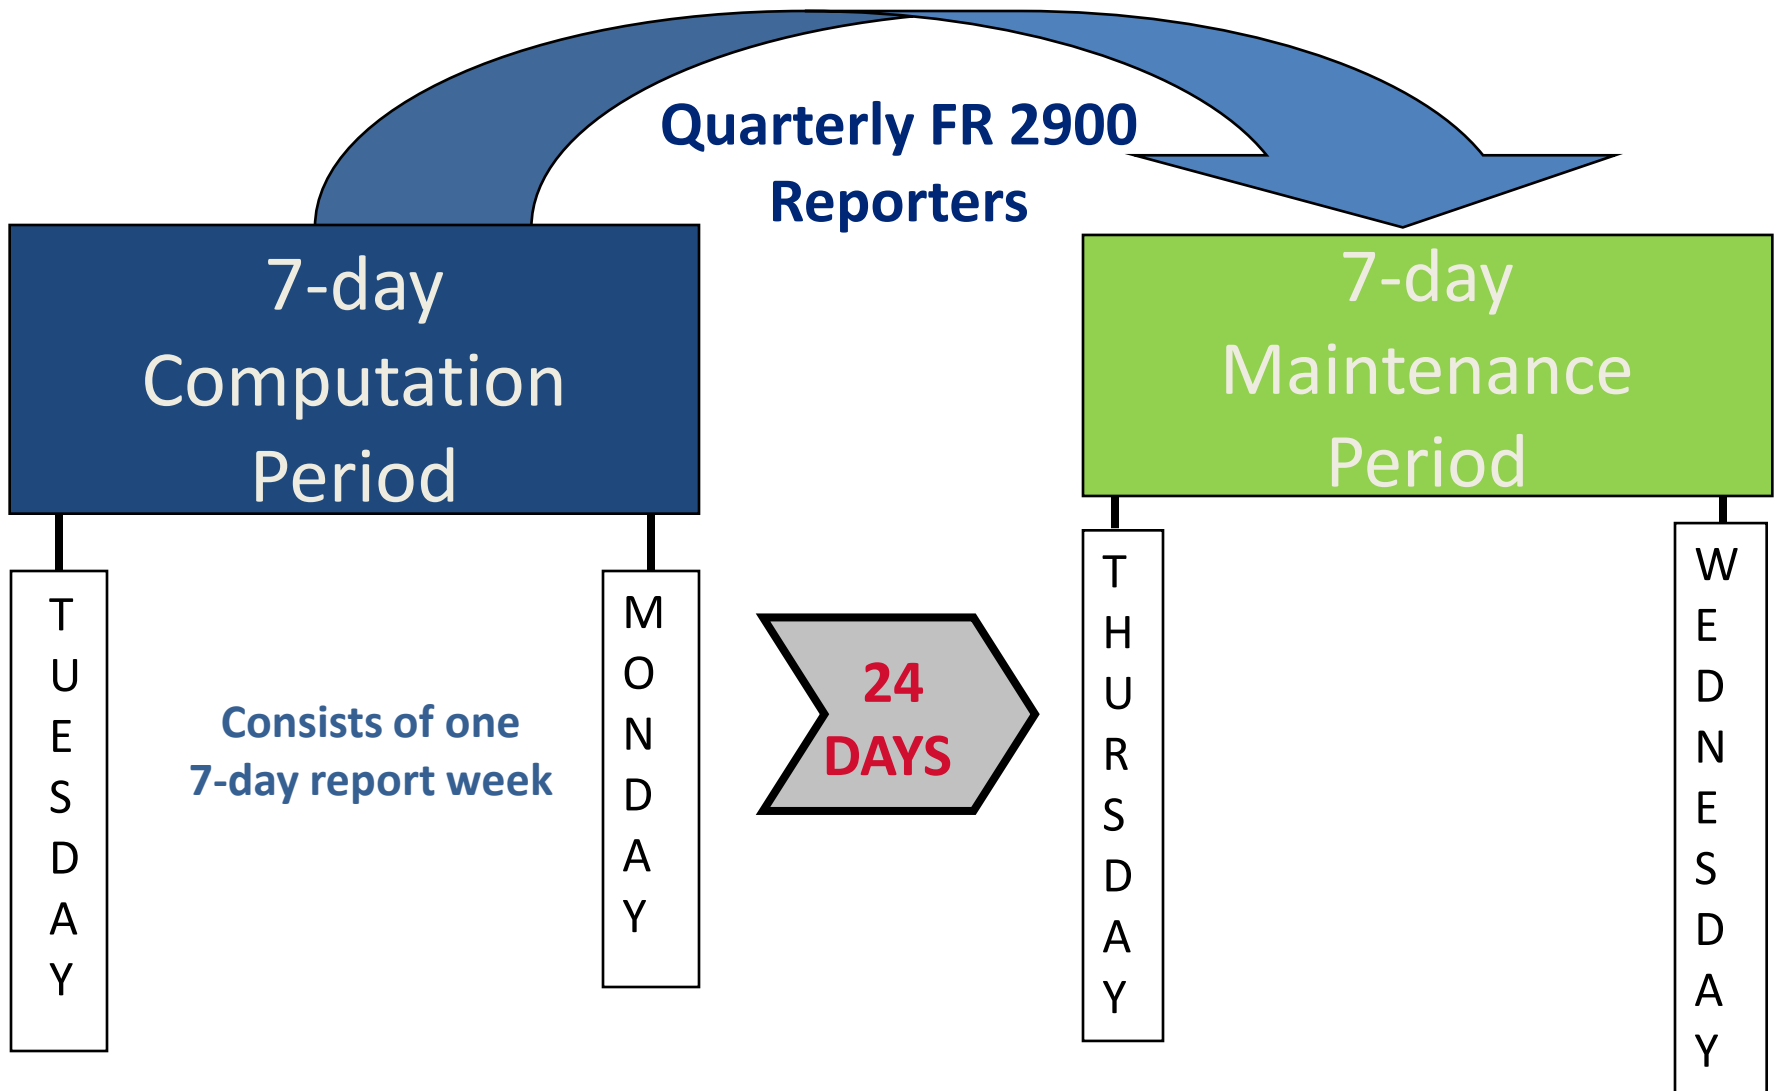 Quarterly FR 2900
Reporters
7-day
Computation
Period
7-day
Maintenance
Period
TUESDAY
Consists of one
7-day report week
MONDAY
24
DAYS
THURSDAY
WEDNESDAY